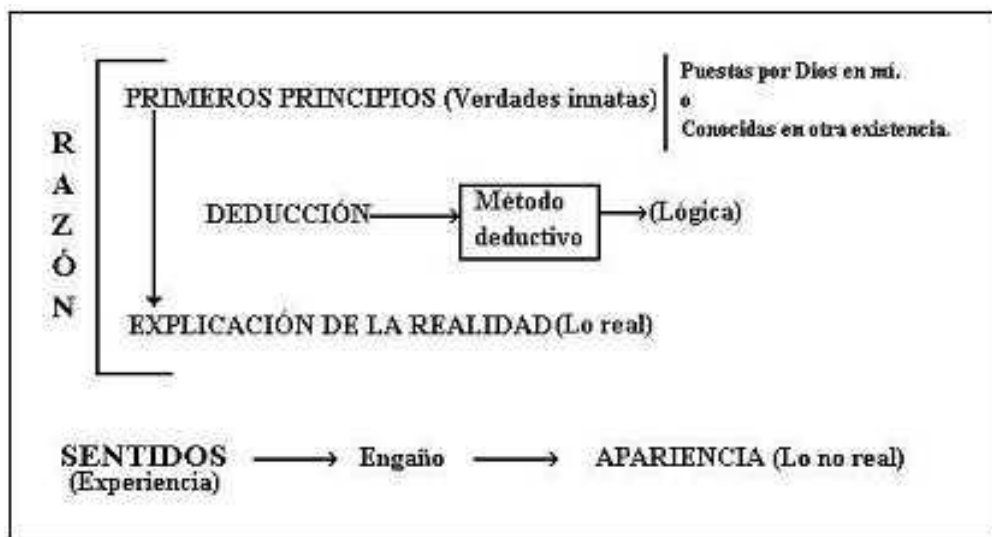 Puestas por Dios en mí.
PRIMEROS PRINCIPIOS (Verdades innatas)
o
Conocidas en otra existencia.
RAZÓN
DEDUCCIÓN
Método
deductivo
(Lógica)
EXPLICACIÓN DE LA REALIDAD (Lo real)
SENTIDOS
(Experiencia)
Engaño
APARIENCIA (Lo no real)